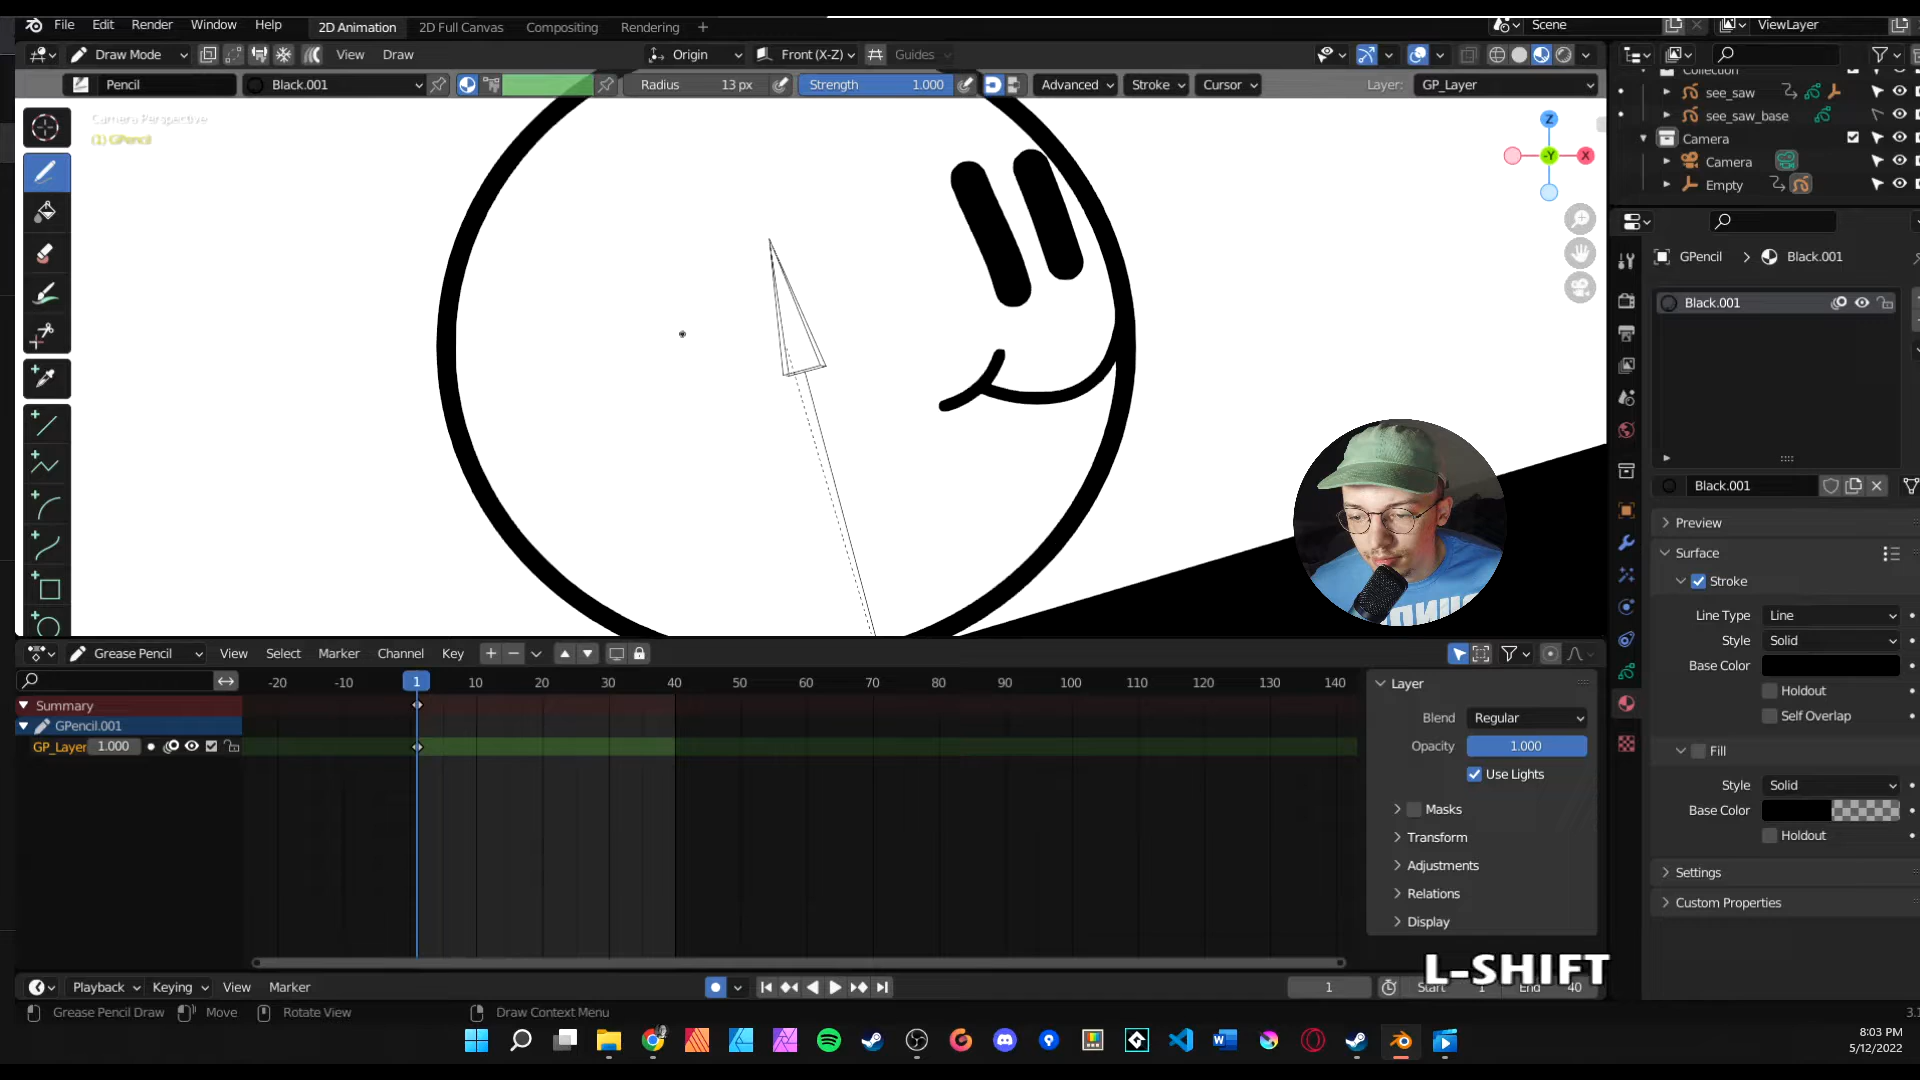 File Edit Render Window Help 2D Animation 2D Full Canvas Compositing Rendering + Scene ViewLayer
Draw Mode View Draw Origin Front (X-Z) Guides
Pencil Black.001 Radius 13 px Strength 1.000 Advanced Stroke Cursor Layer: GP_Layer
Camera Perspective
(1) GPencil
Z
-Y
X
Collection
see_saw
see_saw_base
Camera
Camera
Empty
GPencil > Black.001
Black.001
Black.001
Preview
Surface
Stroke
Line Type Line
Style Solid
Base Color
Holdout
Self Overlap
Fill
Style Solid
Base Color
Holdout
Settings
Custom Properties
Grease Pencil View Select Marker Channel Key
-20 -10 1 10 20 30 40 50 60 70 80 90 100 110 120 130 140
Summary
GPencil.001
GP_Layer 1.000
Layer
Blend Regular
Opacity 1.000
Use Lights
Masks
Transform
Adjustments
Relations
Display
L-SHIFT
Playback Keying View Marker 1 Start 1 End 40
Grease Pencil Draw Move Rotate View Draw Context Menu 3.1
8:03 PM
5/12/2022